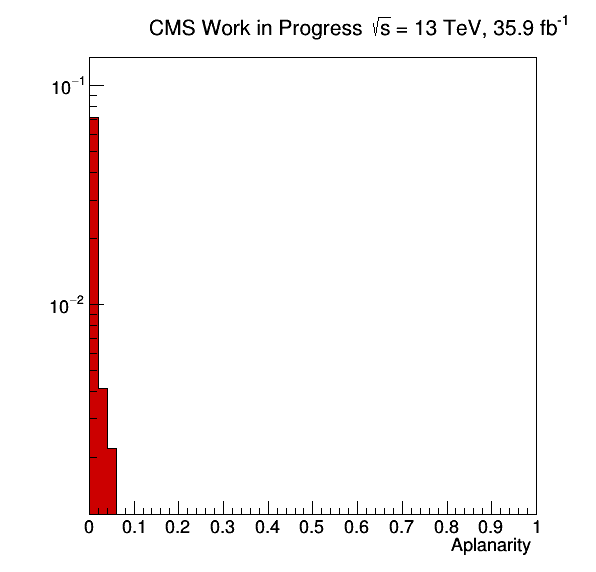 CMS Work in Progress √s = 13 TeV, 35.9 fb⁻¹
10⁻¹
10⁻²
0 0.1 0.2 0.3 0.4 0.5 0.6 0.7 0.8 0.9 1
Aplanarity